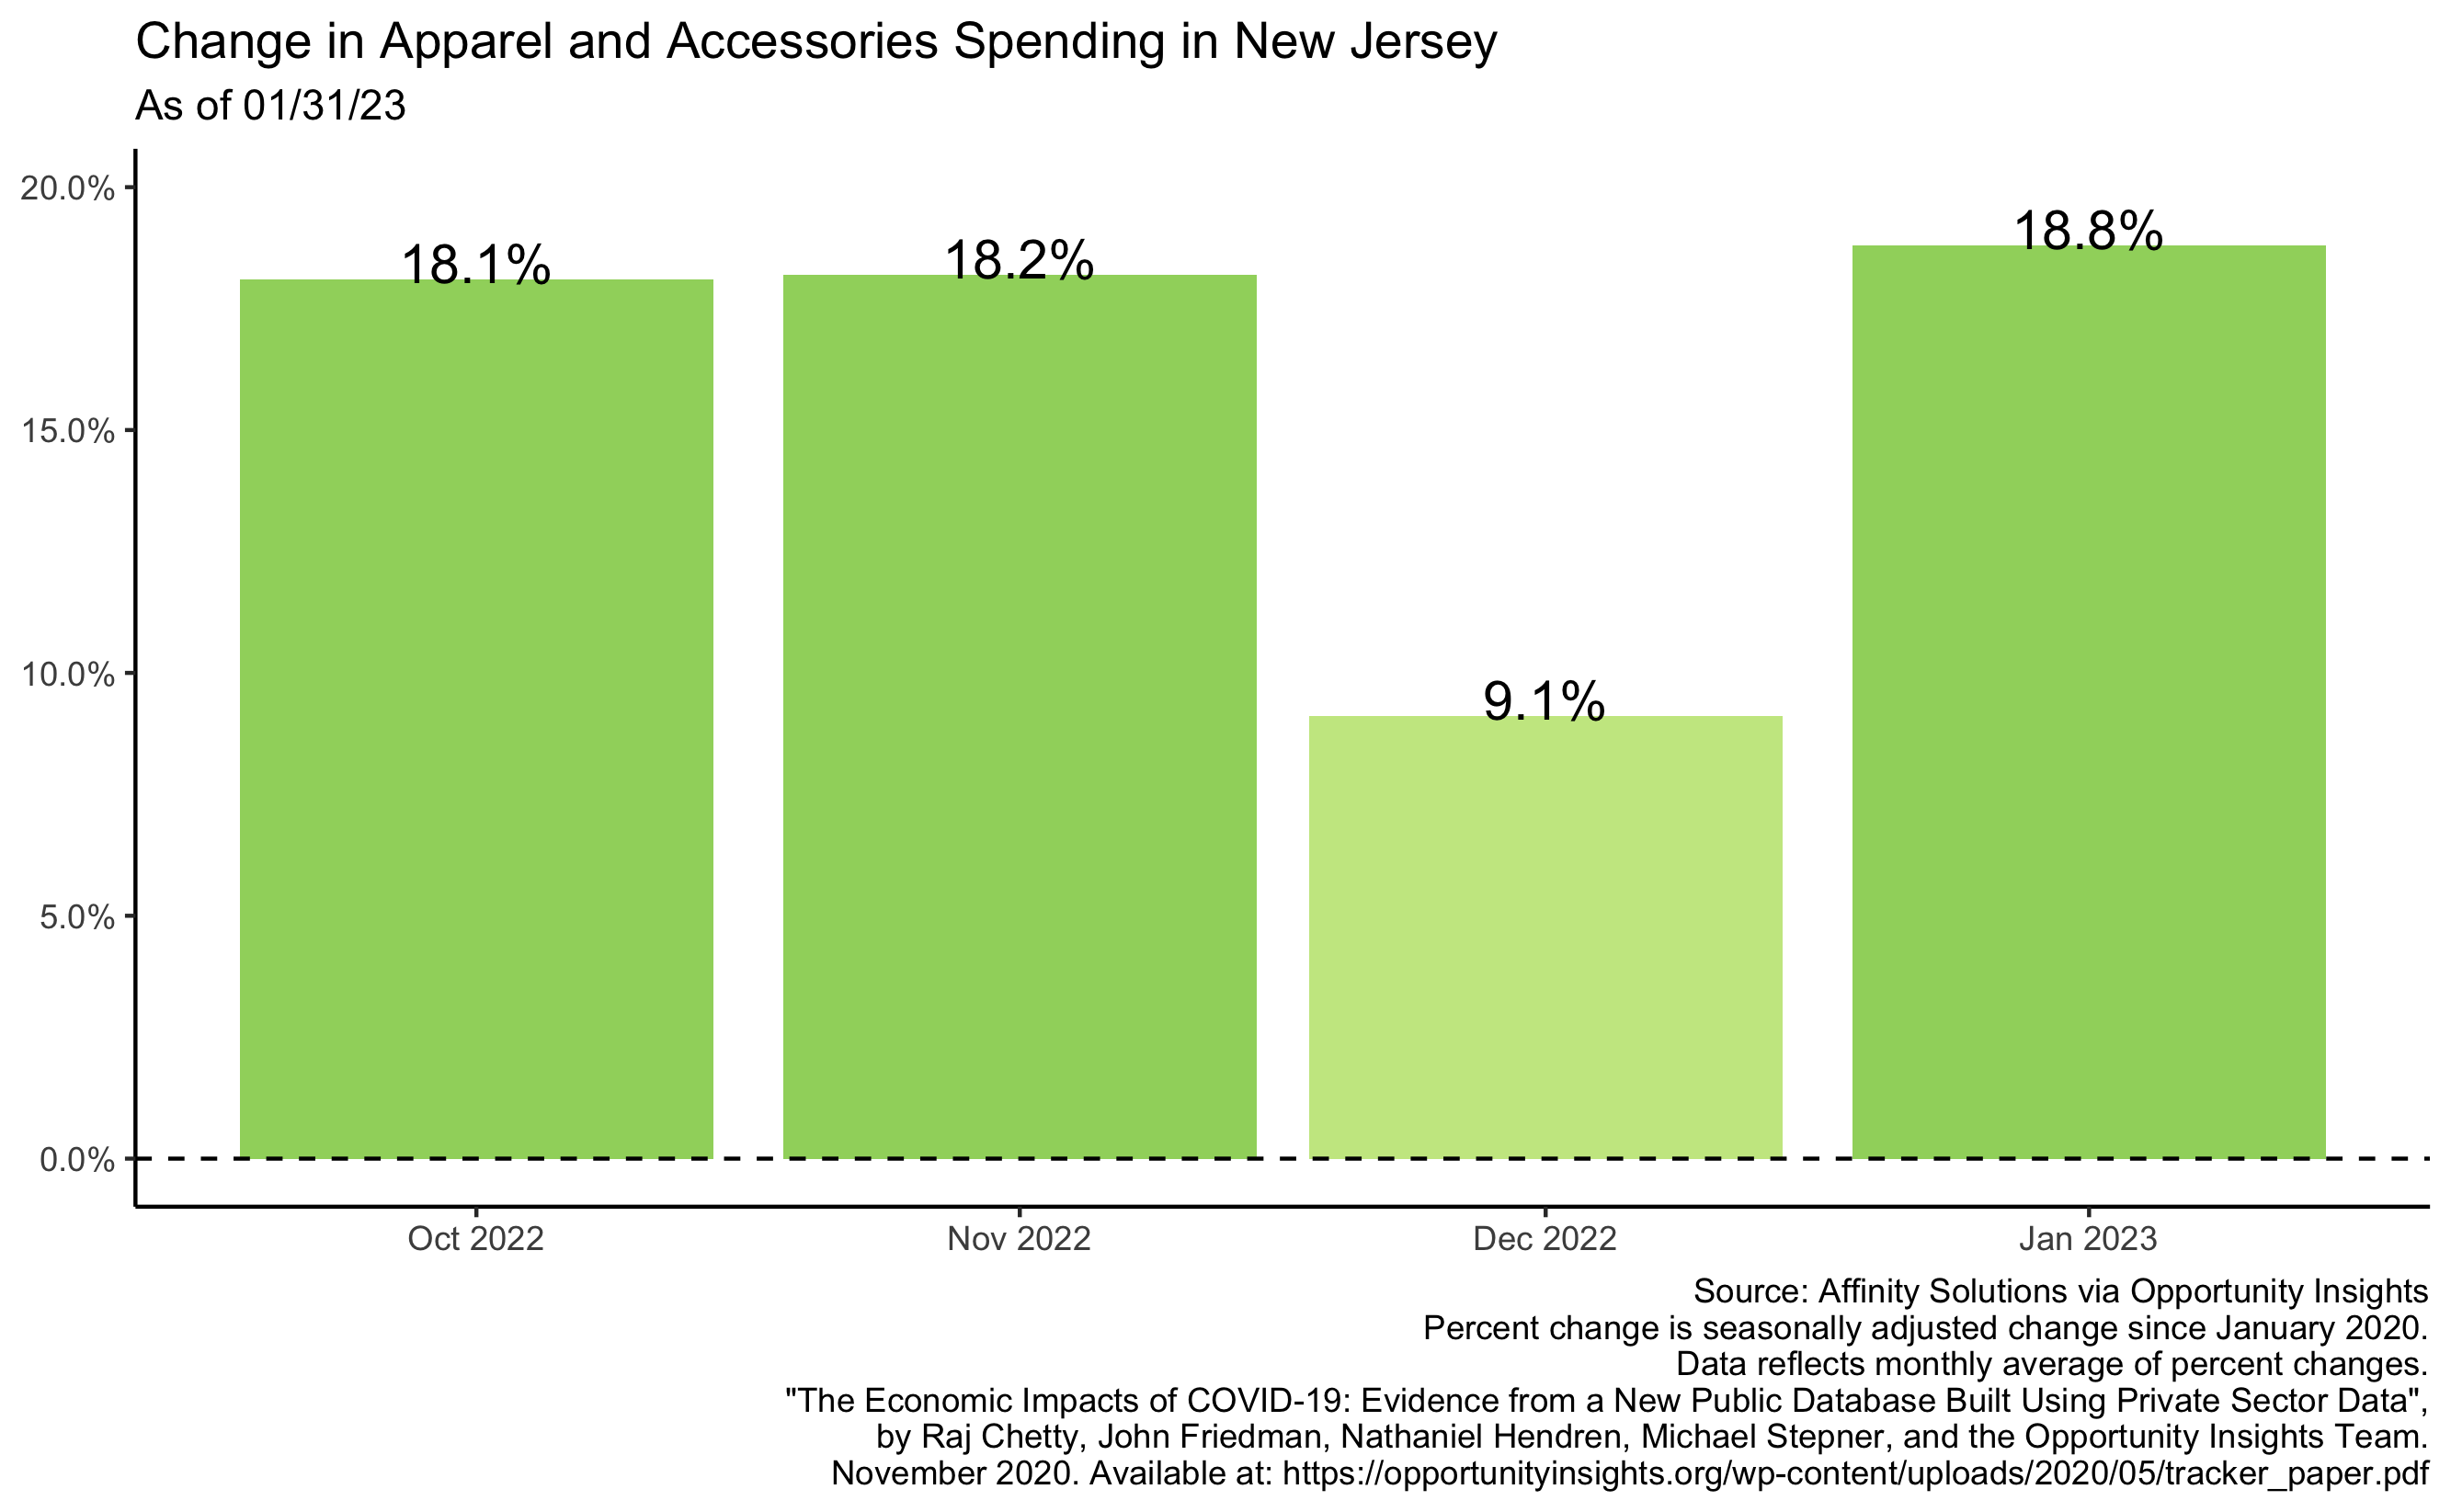 Change in Apparel and Accessories Spending in New Jersey
As of 01/31/23
20.0%
15.0%
10.0%
5.0%
0.0%
18.1%
18.2%
9.1%
18.8%
Oct 2022
Nov 2022
Dec 2022
Jan 2023
Source: Affinity Solutions via Opportunity Insights
Percent change is seasonally adjusted change since January 2020.
Data reflects monthly average of percent changes.
"The Economic Impacts of COVID-19: Evidence from a New Public Database Built Using Private Sector Data",
by Raj Chetty, John Friedman, Nathaniel Hendren, Michael Stepner, and the Opportunity Insights Team.
November 2020. Available at: https://opportunityinsights.org/wp-content/uploads/2020/05/tracker_paper.pdf